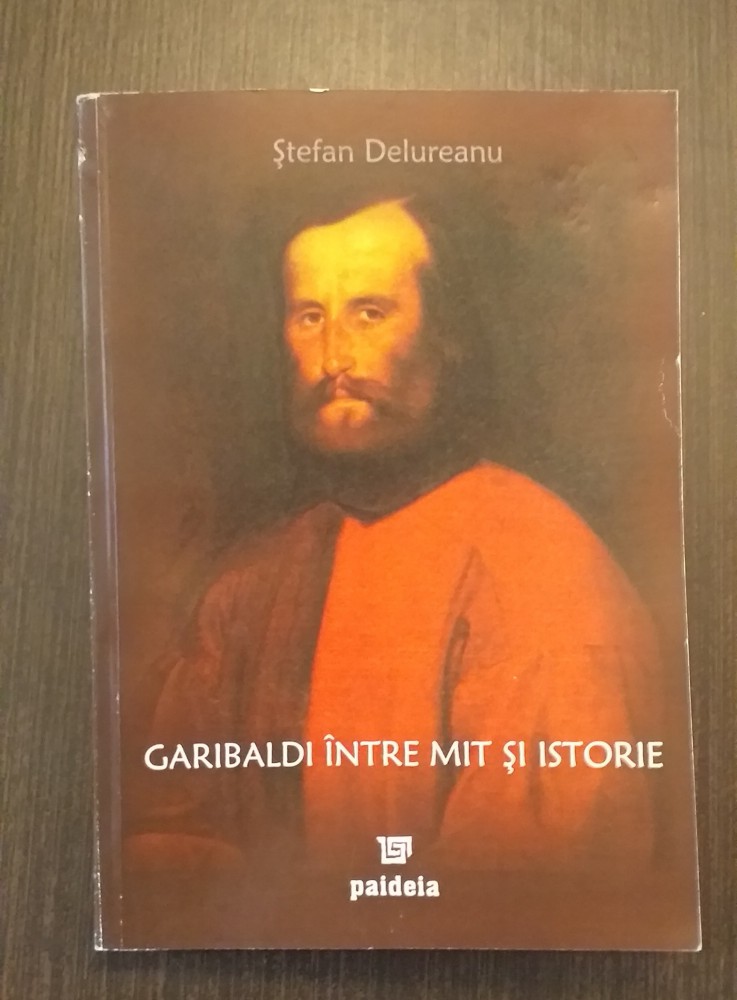 Ştefan Delureanu
GARIBALDI ÎNTRE MIT ŞI ISTORIE
paideia